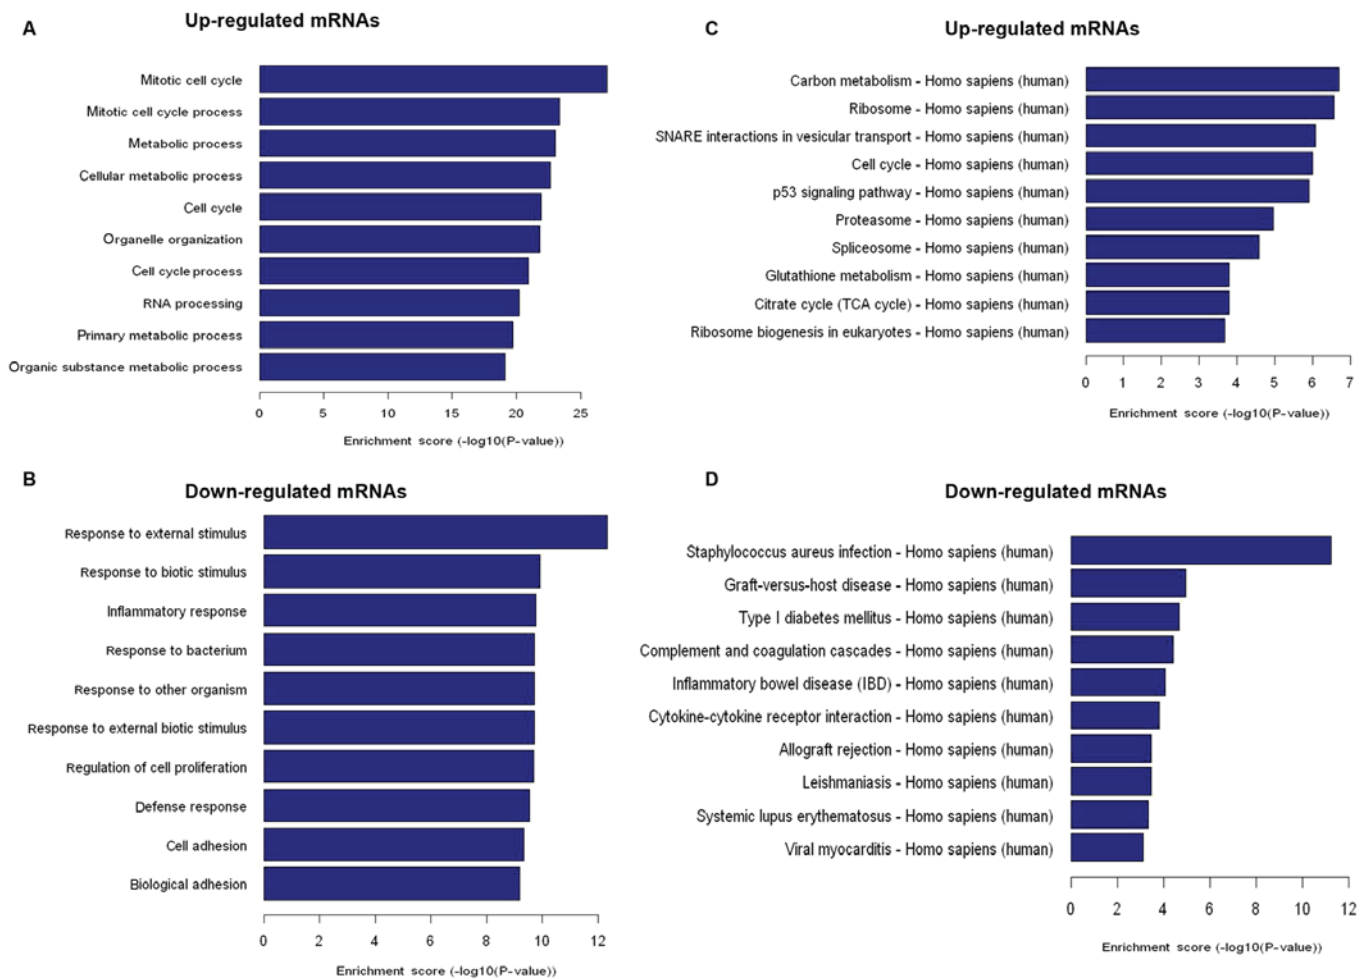 A
Up-regulated mRNAs
Mitotic cell cycle
Mitotic cell cycle process
Metabolic process
Cellular metabolic process
Cell cycle
Organelle organization
Cell cycle process
RNA processing
Primary metabolic process
Organic substance metabolic process
0 5 10 15 20 25
Enrichment score (-log10(P-value))
C
Up-regulated mRNAs
Carbon metabolism - Homo sapiens (human)
Ribosome - Homo sapiens (human)
SNARE interactions in vesicular transport - Homo sapiens (human)
Cell cycle - Homo sapiens (human)
p53 signaling pathway - Homo sapiens (human)
Proteasome - Homo sapiens (human)
Spliceosome - Homo sapiens (human)
Glutathione metabolism - Homo sapiens (human)
Citrate cycle (TCA cycle) - Homo sapiens (human)
Ribosome biogenesis in eukaryotes - Homo sapiens (human)
0 1 2 3 4 5 6 7
Enrichment score (-log10(P-value))
B
Down-regulated mRNAs
Response to external stimulus
Response to biotic stimulus
Inflammatory response
Response to bacterium
Response to other organism
Response to external biotic stimulus
Regulation of cell proliferation
Defense response
Cell adhesion
Biological adhesion
0 2 4 6 8 10 12
Enrichment score (-log10(P-value))
D
Down-regulated mRNAs
Staphylococcus aureus infection - Homo sapiens (human)
Graft-versus-host disease - Homo sapiens (human)
Type I diabetes mellitus - Homo sapiens (human)
Complement and coagulation cascades - Homo sapiens (human)
Inflammatory bowel disease (IBD) - Homo sapiens (human)
Cytokine-cytokine receptor interaction - Homo sapiens (human)
Allograft rejection - Homo sapiens (human)
Leishmaniasis - Homo sapiens (human)
Systemic lupus erythematosus - Homo sapiens (human)
Viral myocarditis - Homo sapiens (human)
0 2 4 6 8 10 12
Enrichment score (-log10(P-value))